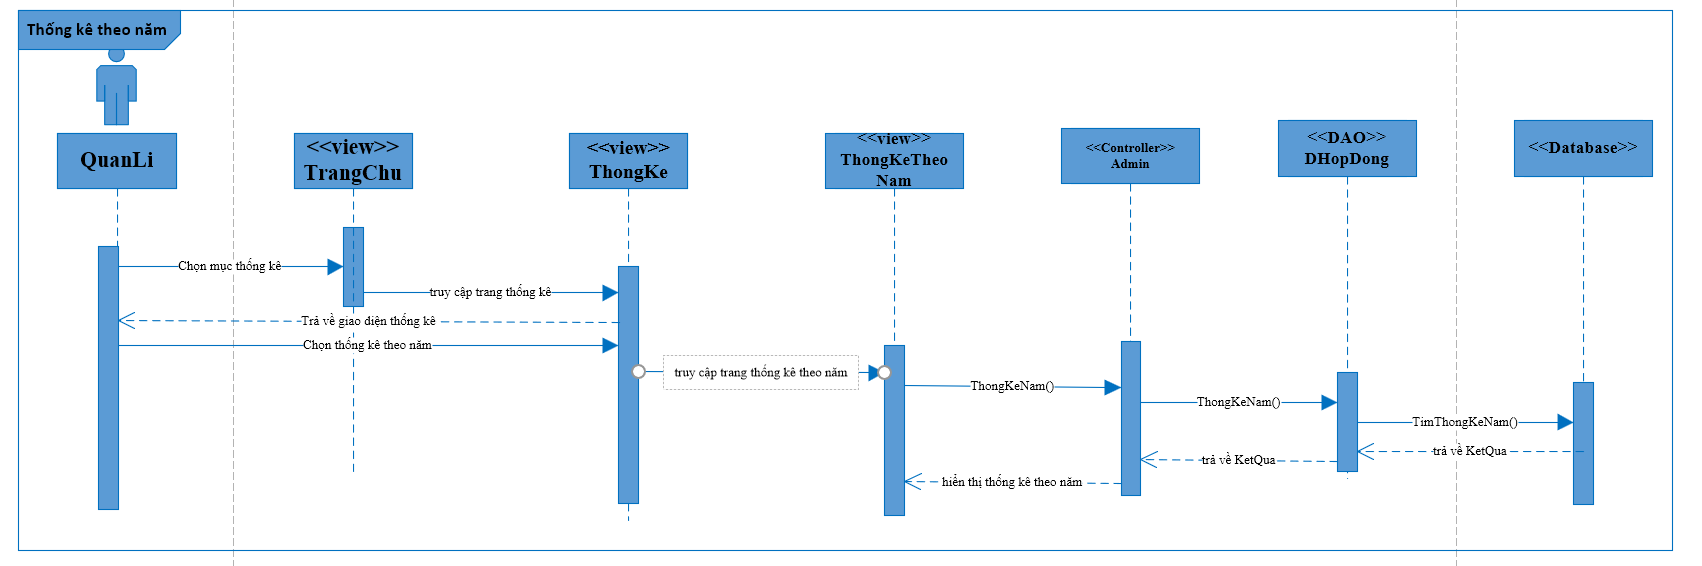 Thống kê theo năm
QuanLi
<<view>>
TrangChu
<<view>>
ThongKe
<<view>>
ThongKeTheo
Nam
<<Controller>>
Admin
<<DAO>>
DHopDong
<<Database>>
Chọn mục thống kê
truy cập trang thống kê
Trả về giao diện thống kê
Chọn thống kê theo năm
truy cập trang thống kê theo năm
ThongKeNam()
ThongKeNam()
TimThongKeNam()
trả về KetQua
trả về KetQua
hiển thị thống kê theo năm